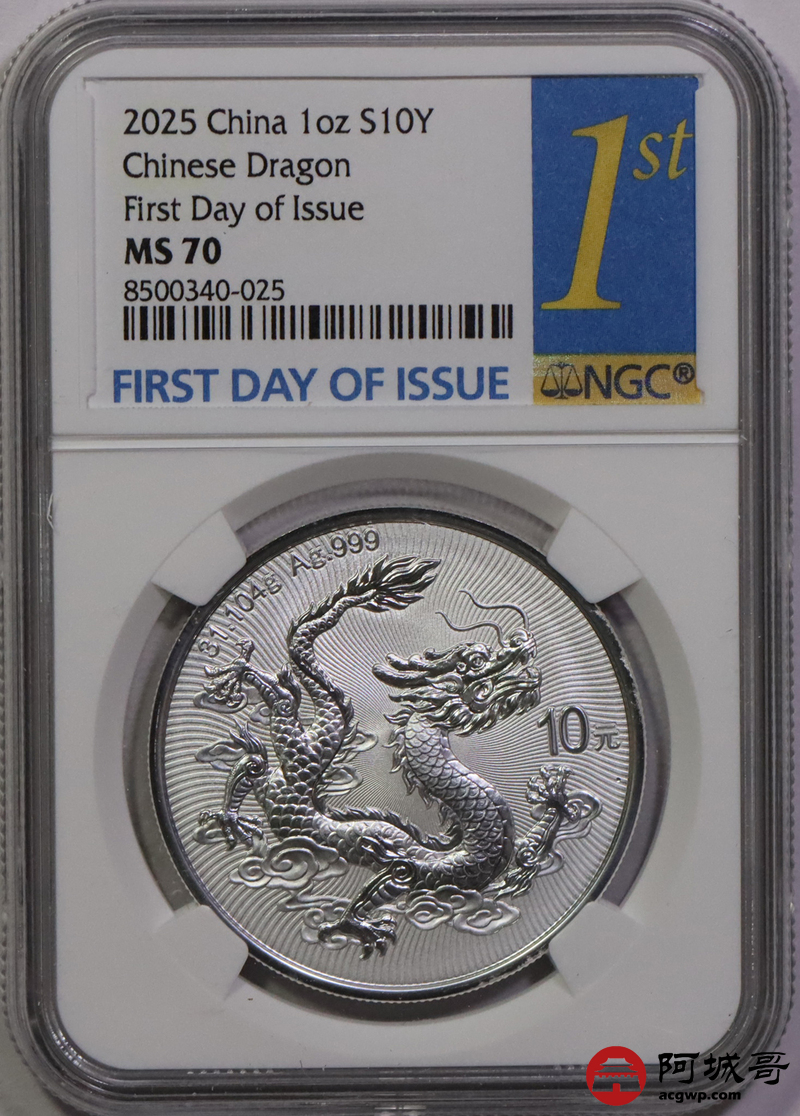 2025 China 1oz S10Y
Chinese Dragon
First Day of Issue
MS 70
8500340-025
FIRST DAY OF ISSUE
1st
NGC®
31.104g Ag.999
10元
阿城哥
acgwp.com